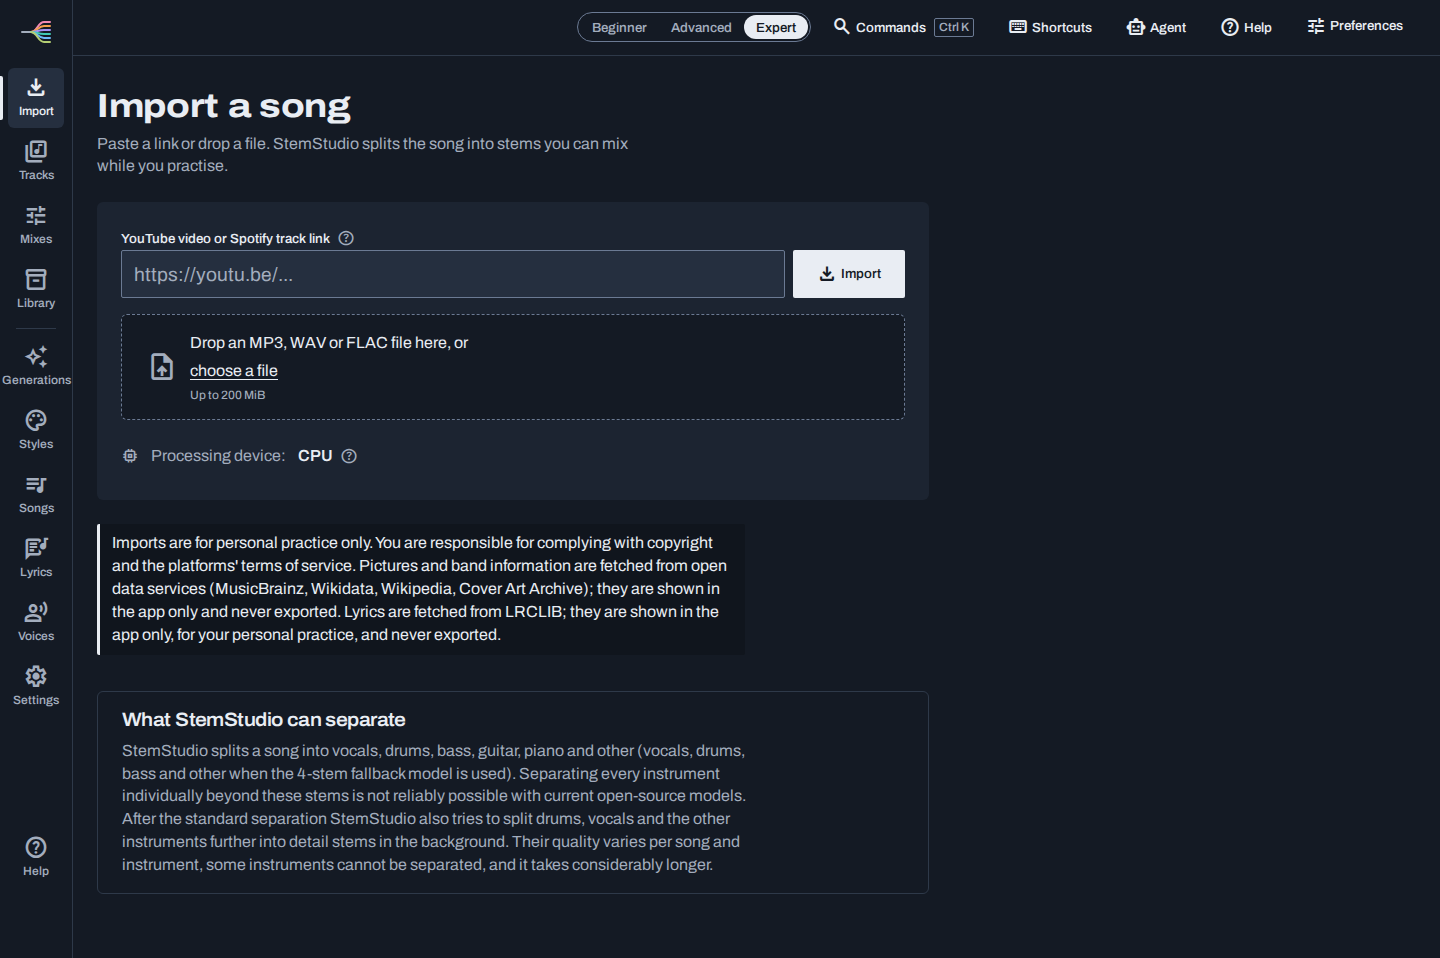 Beginner Advanced Expert Commands Ctrl K Shortcuts Agent Help Preferences
Import
Tracks
Mixes
Library
Generations
Styles
Songs
Lyrics
Voices
Settings
Help
Import a song
Paste a link or drop a file. StemStudio splits the song into stems you can mix
while you practise.
YouTube video or Spotify track link
https://youtu.be/...
Import
Drop an MP3, WAV or FLAC file here, or
choose a file
Up to 200 MiB
Processing device: CPU
Imports are for personal practice only. You are responsible for complying with copyright
and the platforms' terms of service. Pictures and band information are fetched from open
data services (MusicBrainz, Wikidata, Wikipedia, Cover Art Archive); they are shown in
the app only and never exported. Lyrics are fetched from LRCLIB; they are shown in the
app only, for your personal practice, and never exported.
What StemStudio can separate
StemStudio splits a song into vocals, drums, bass, guitar, piano and other (vocals, drums,
bass and other when the 4-stem fallback model is used). Separating every instrument
individually beyond these stems is not reliably possible with current open-source models.
After the standard separation StemStudio also tries to split drums, vocals and the other
instruments further into detail stems in the background. Their quality varies per song and
instrument, some instruments cannot be separated, and it takes considerably longer.